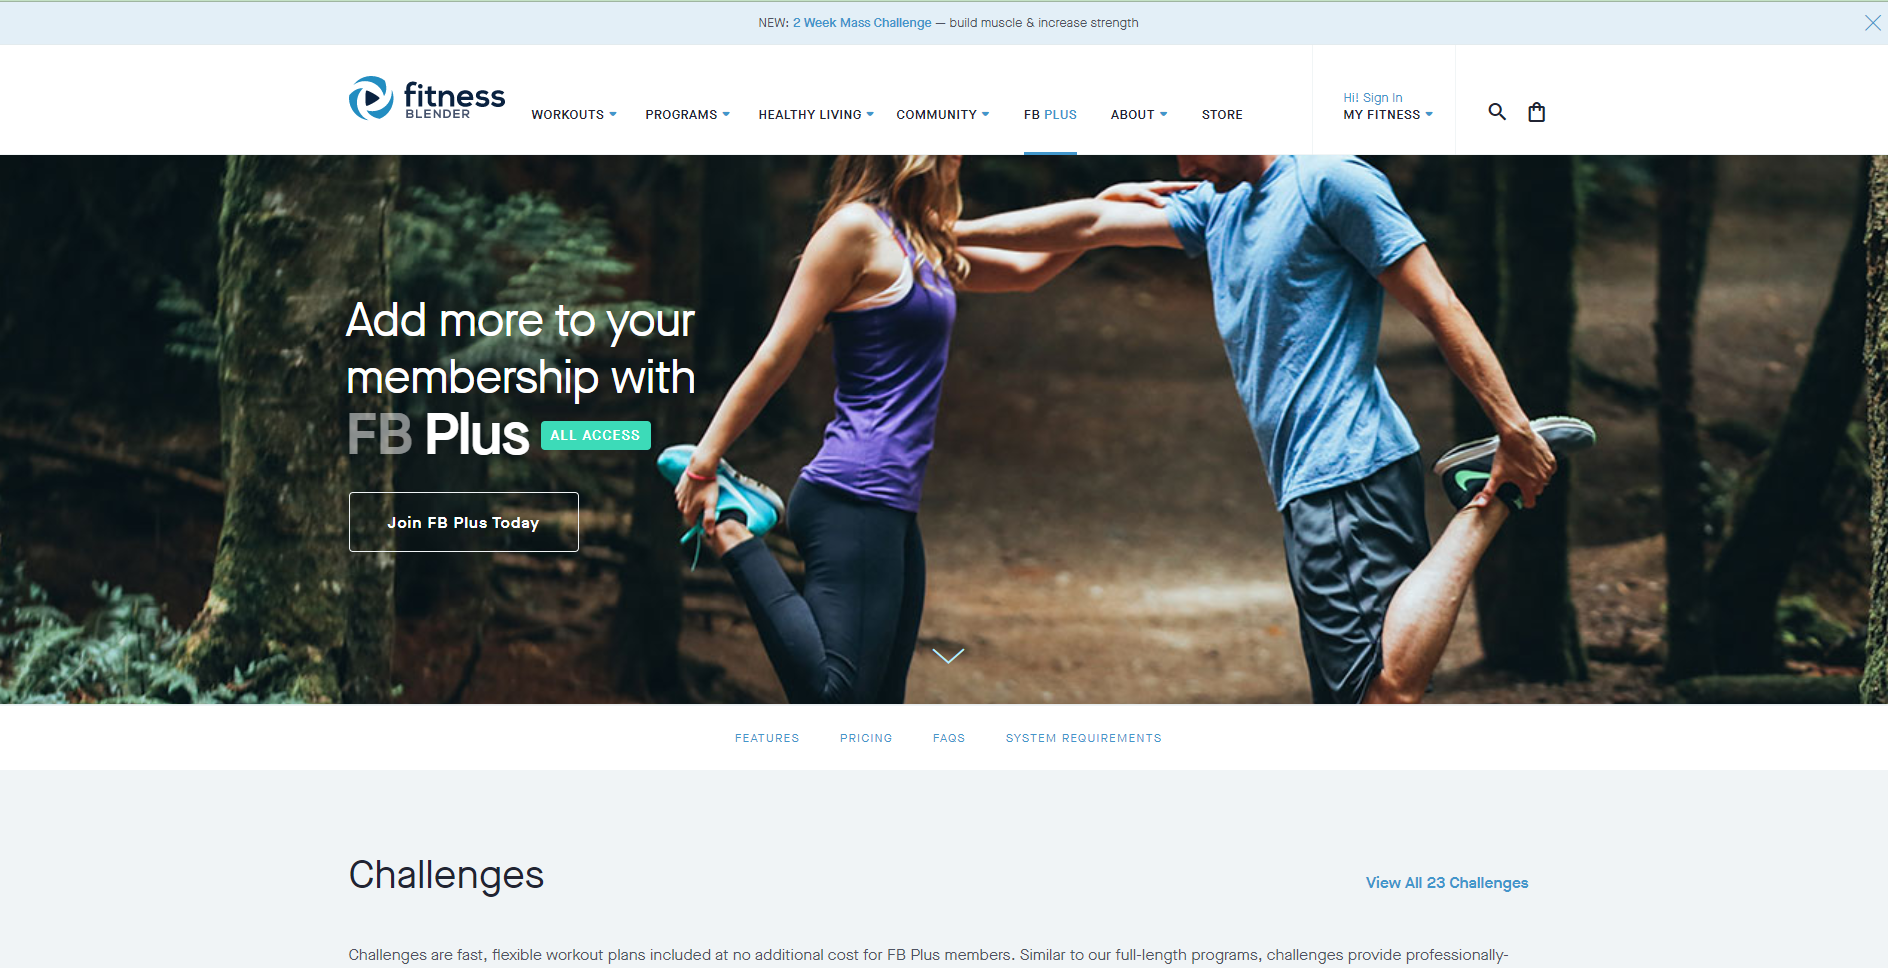 NEW: 2 Week Mass Challenge — build muscle & increase strength
fitness
BLENDER
WORKOUTS
PROGRAMS
HEALTHY LIVING
COMMUNITY
FB PLUS
ABOUT
STORE
Hi! Sign In
MY FITNESS
Add more to your
membership with
FB Plus ALL ACCESS
Join FB Plus Today
FEATURES
PRICING
FAQS
SYSTEM REQUIREMENTS
Challenges
View All 23 Challenges
Challenges are fast, flexible workout plans included at no additional cost for FB Plus members. Similar to our full-length programs, challenges provide professionally-